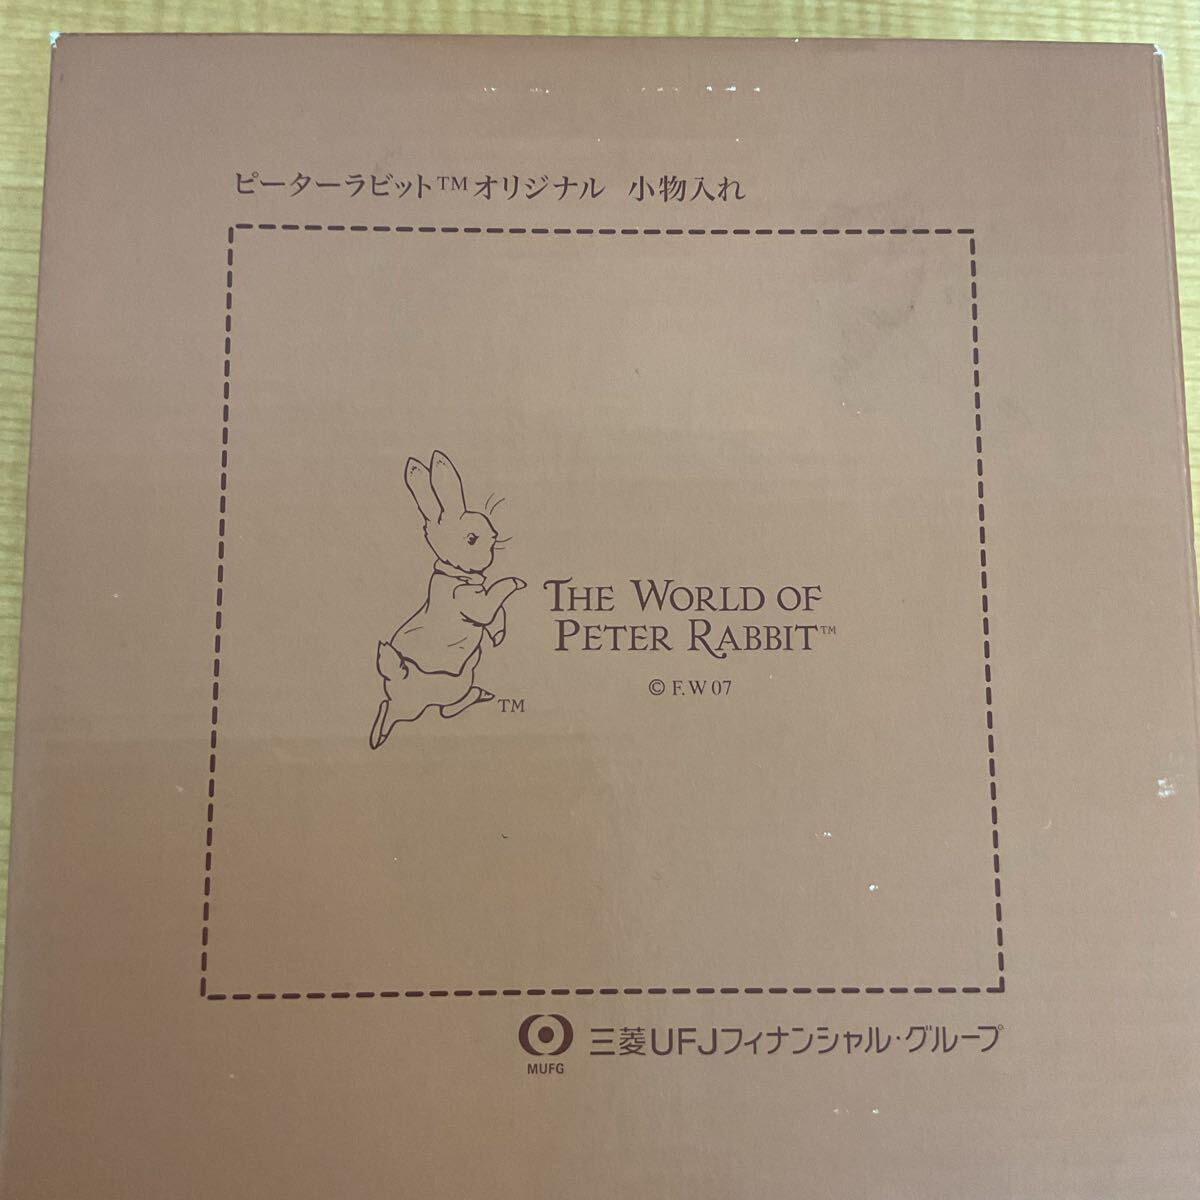 ピーターラビット™オリジナル 小物入れ
THE WORLD OF
PETER RABBIT™
© F.W 07
TM
三菱UFJフィナンシャル・グループ
MUFG